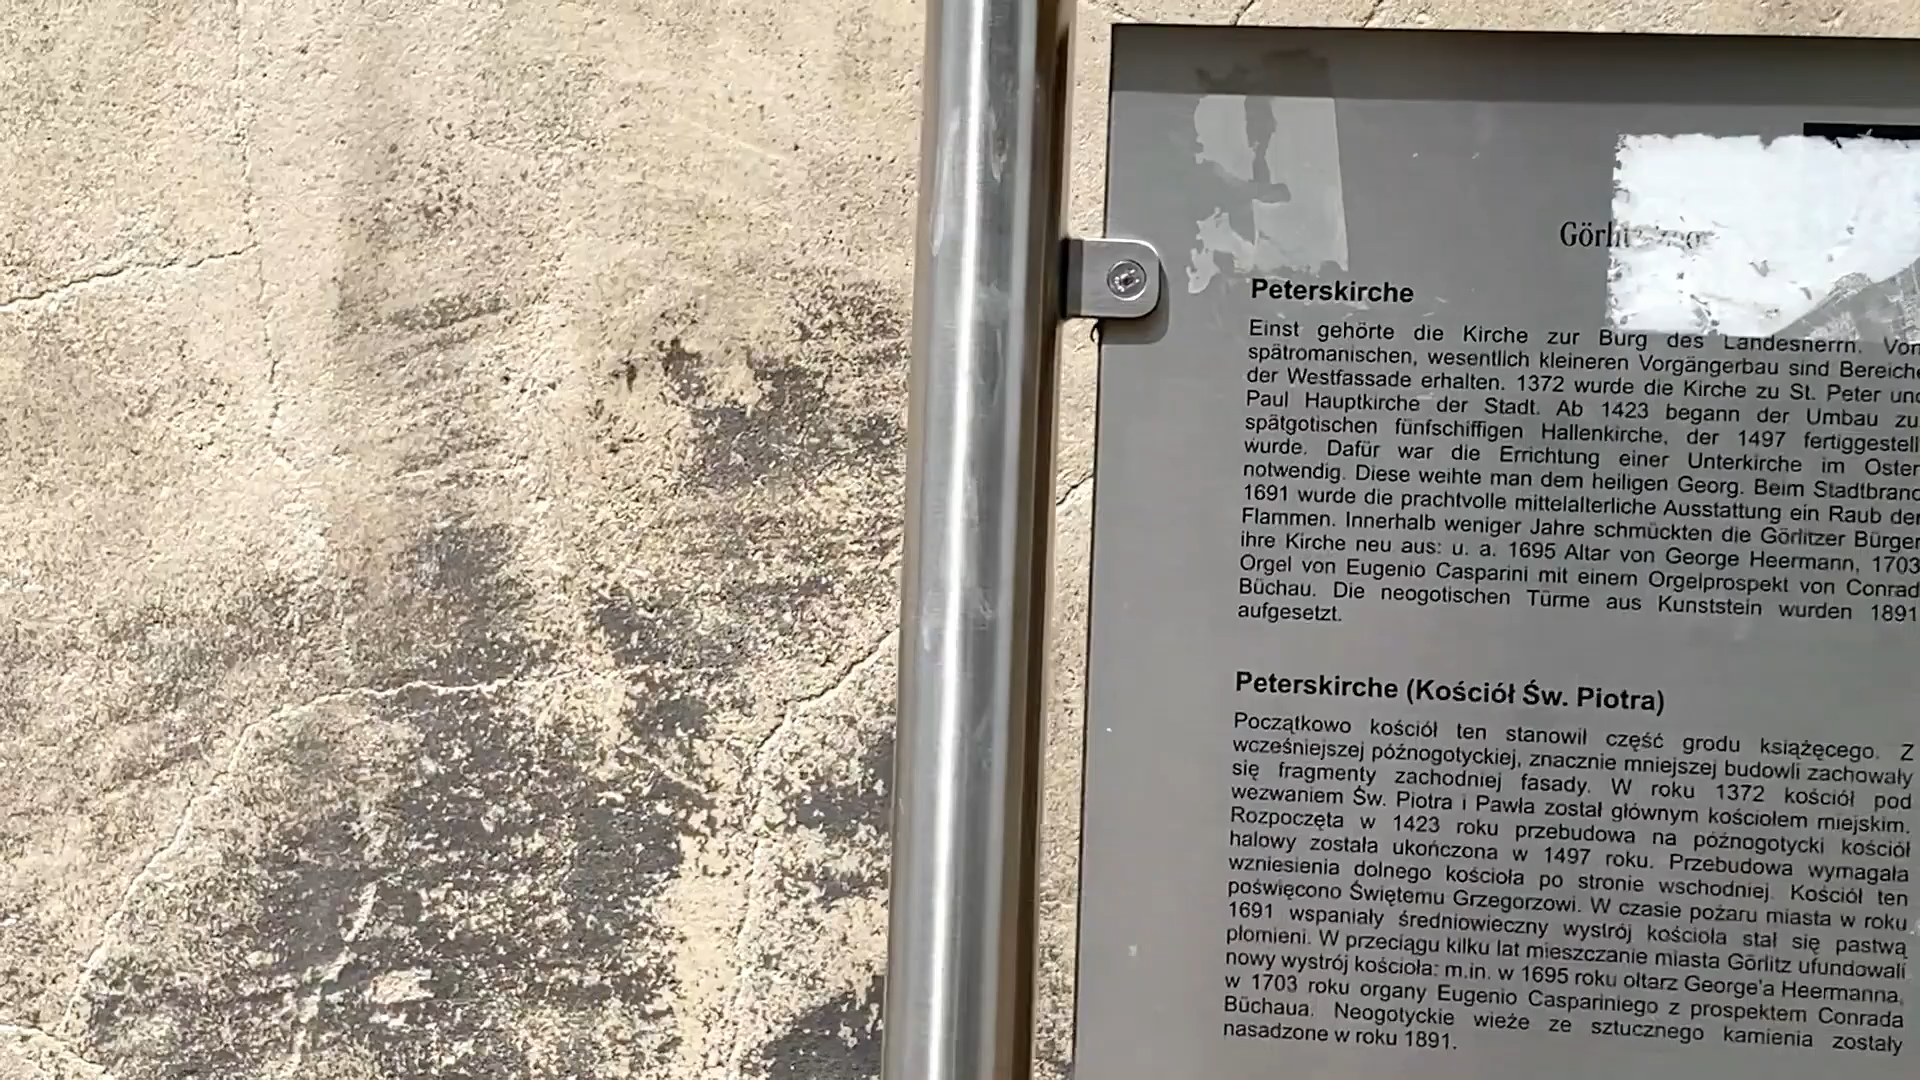 Peterskirche
Einst gehörte die Kirche zur Burg des Landesherrn. Vom
spätromanischen, wesentlich kleineren Vorgängerbau sind Bereiche
der Westfassade erhalten. 1372 wurde die Kirche zu St. Peter und
Paul Hauptkirche der Stadt. Ab 1423 begann der Umbau zu
spätgotischen fünfschiffigen Hallenkirche, der 1497 fertiggestell
wurde. Dafür war die Errichtung einer Unterkirche im Osten
notwendig. Diese weihte man dem heiligen Georg. Beim Stadtbrand
1691 wurde die prachtvolle mittelalterliche Ausstattung ein Raub der
Flammen. Innerhalb weniger Jahre schmückten die Görlitzer Bürger
ihre Kirche neu aus: u. a. 1695 Altar von George Heermann, 1703
Orgel von Eugenio Casparini mit einem Orgelprospekt von Conrad
Büchau. Die neogotischen Türme aus Kunststein wurden 1891
aufgesetzt.
Peterskirche (Kościół Św. Piotra)
Początkowo kościół ten stanowił część grodu książęcego. Z
wcześniejszej późnogotyckiej, znacznie mniejszej budowli zachowały
się fragmenty zachodniej fasady. W roku 1372 kościół pod
wezwaniem Św. Piotra i Pawła został głównym kościołem miejskim.
Rozpoczęta w 1423 roku przebudowa na późnogotycki kościół
halowy została ukończona w 1497 roku. Przebudowa wymagała
wzniesienia dolnego kościoła po stronie wschodniej. Kościół ten
poświęcono Świętemu Grzegorzowi. W czasie pożaru miasta w roku
1691 wspaniały średniowieczny wystrój kościoła stał się pastwą
płomieni. W przeciągu kilku lat mieszczanie miasta Görlitz ufundowali
nowy wystrój kościoła: m.in. w 1695 roku ołtarz George'a Heermanna,
w 1703 roku organy Eugenio Caspariniego z prospektem Conrada
Büchaua. Neogotyckie wieże ze sztucznego kamienia zostały
nasadzone w roku 1891.